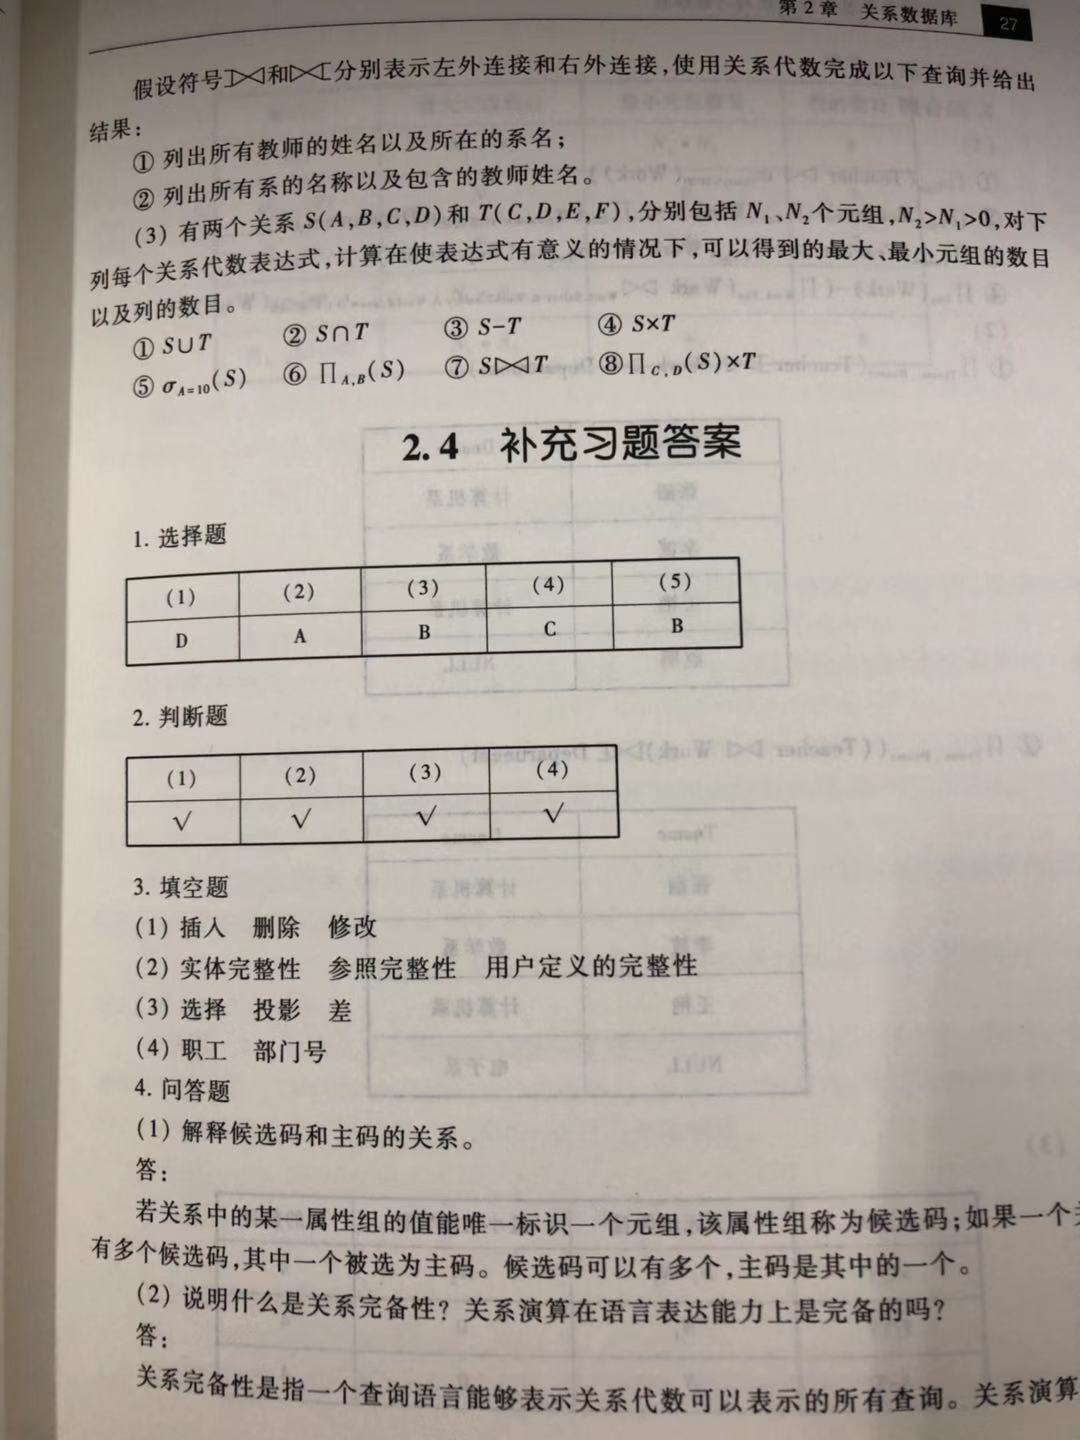 第2章 关系数据库 27
假设符号⟕和⟖分别表示左外连接和右外连接,使用关系代数完成以下查询并给出
结果:
① 列出所有教师的姓名以及所在的系名;
② 列出所有系的名称以及包含的教师姓名。
(3) 有两个关系 S(A,B,C,D)和 T(C,D,E,F),分别包括 N₁、N₂个元组,N₂>N₁>0,对下
列每个关系代数表达式,计算在使表达式有意义的情况下,可以得到的最大、最小元组的数目
以及列的数目。
① S∪T ② S∩T ③ S-T ④ S×T
⑤ σA=10(S) ⑥ ∏A,B(S) ⑦ S⋈T ⑧ ∏C,D(S)×T
2.4 补充习题答案
1. 选择题
(1) (2) (3) (4) (5)
D A B C B
2. 判断题
(1) (2) (3) (4)
√ √ √ √
3. 填空题
(1) 插入 删除 修改
(2) 实体完整性 参照完整性 用户定义的完整性
(3) 选择 投影 差
(4) 职工 部门号
4. 问答题
(1) 解释候选码和主码的关系。
答:
若关系中的某一属性组的值能唯一标识一个元组,该属性组称为候选码;如果一个
有多个候选码,其中一个被选为主码。候选码可以有多个,主码是其中的一个。
(2) 说明什么是关系完备性? 关系演算在语言表达能力上是完备的吗?
答:
关系完备性是指一个查询语言能够表示关系代数可以表示的所有查询。关系演算